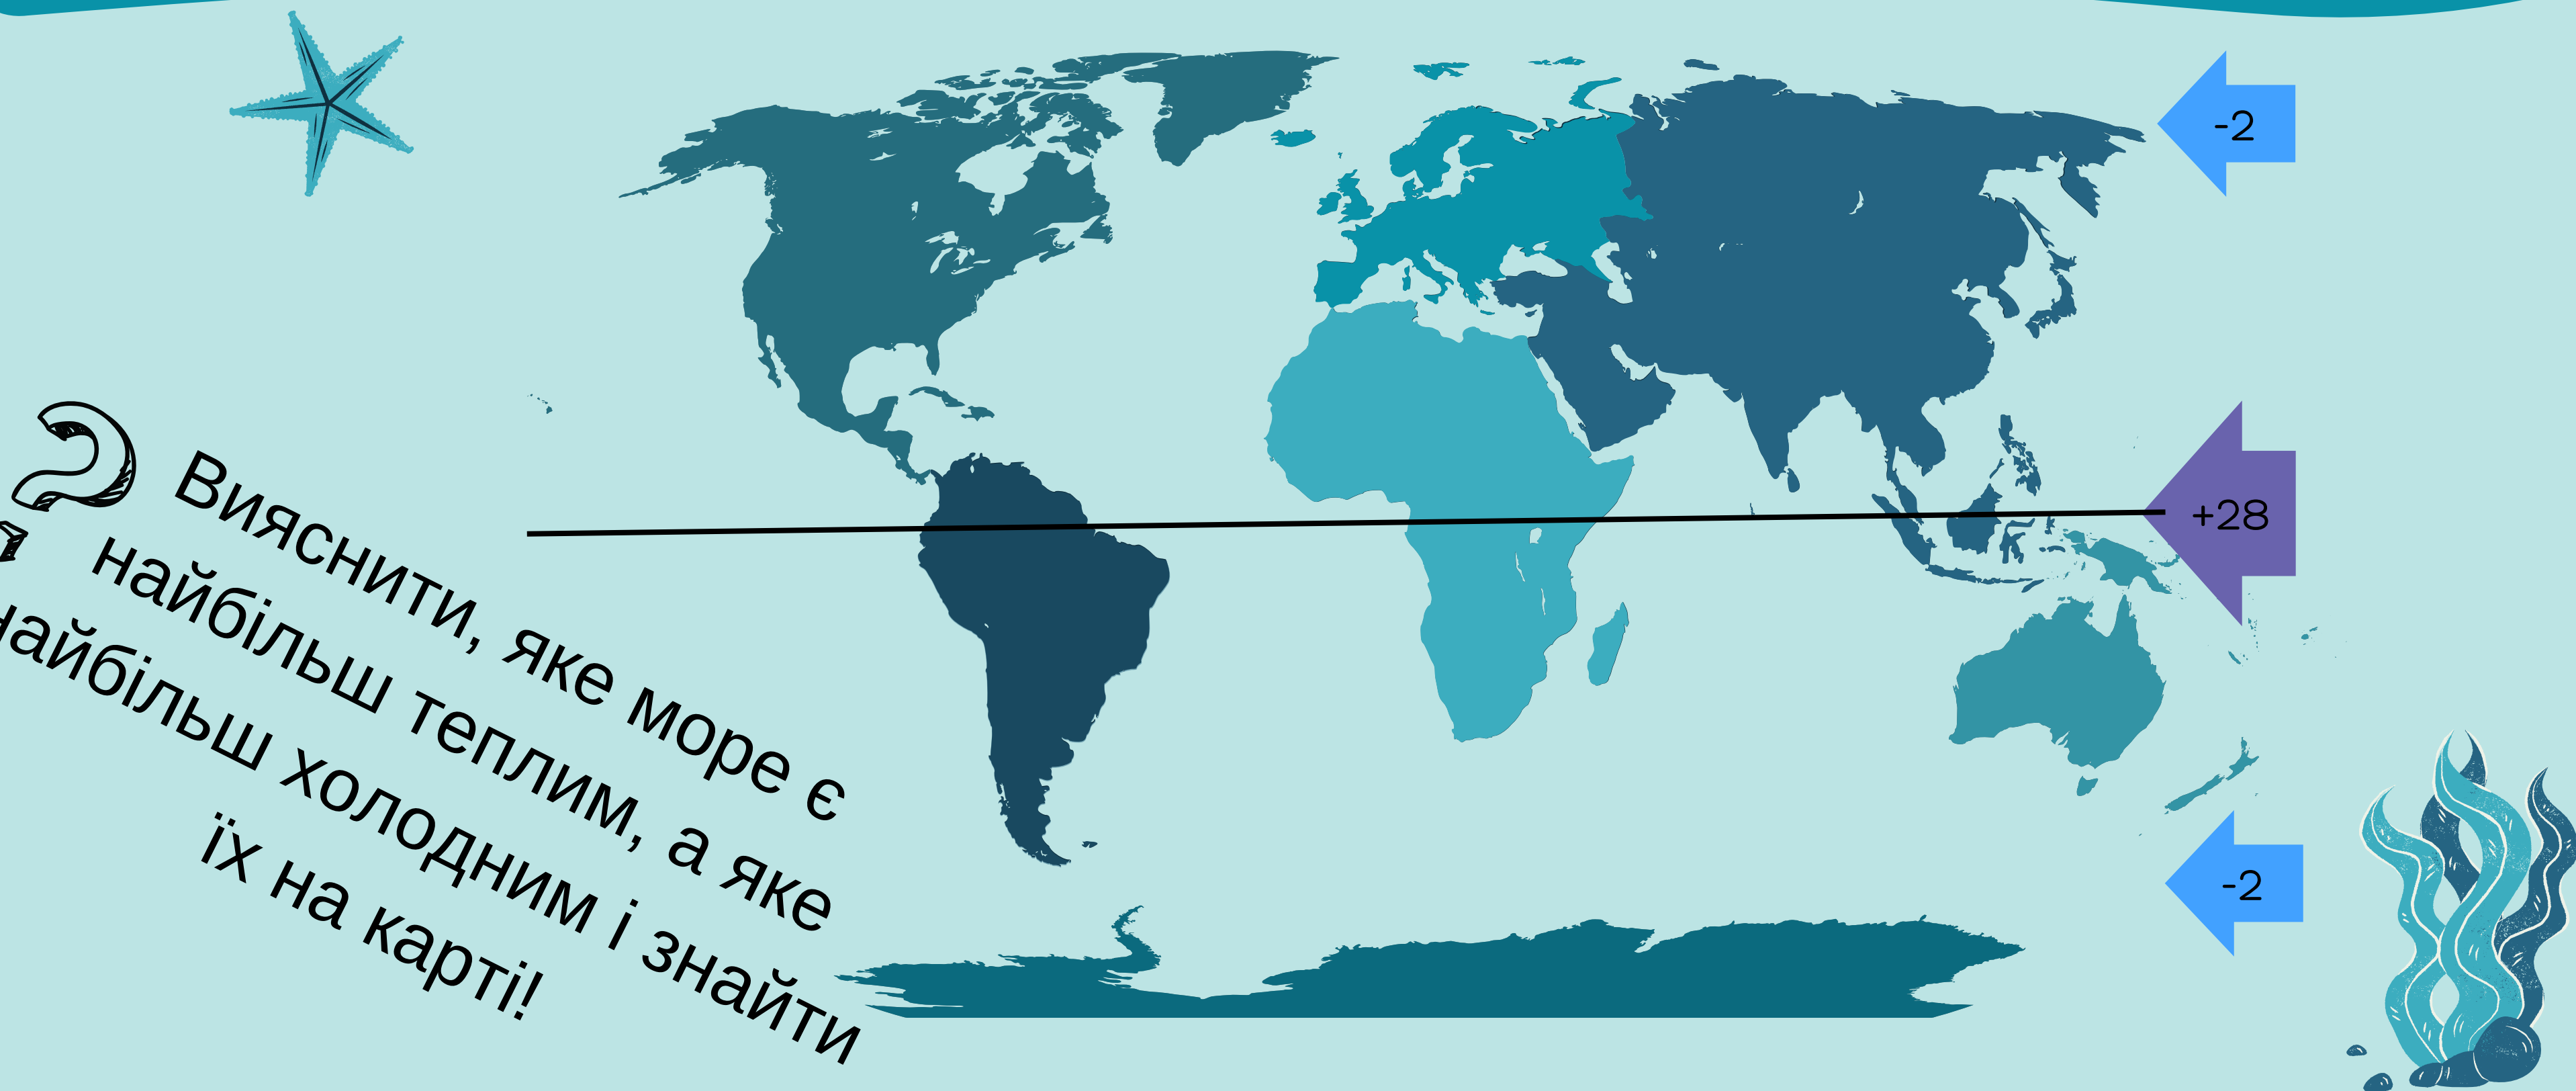 ?
Вияснити, яке море є
найбільш теплим, а яке
найбільш холодним і знайти
їх на карті!
-2
+28
-2